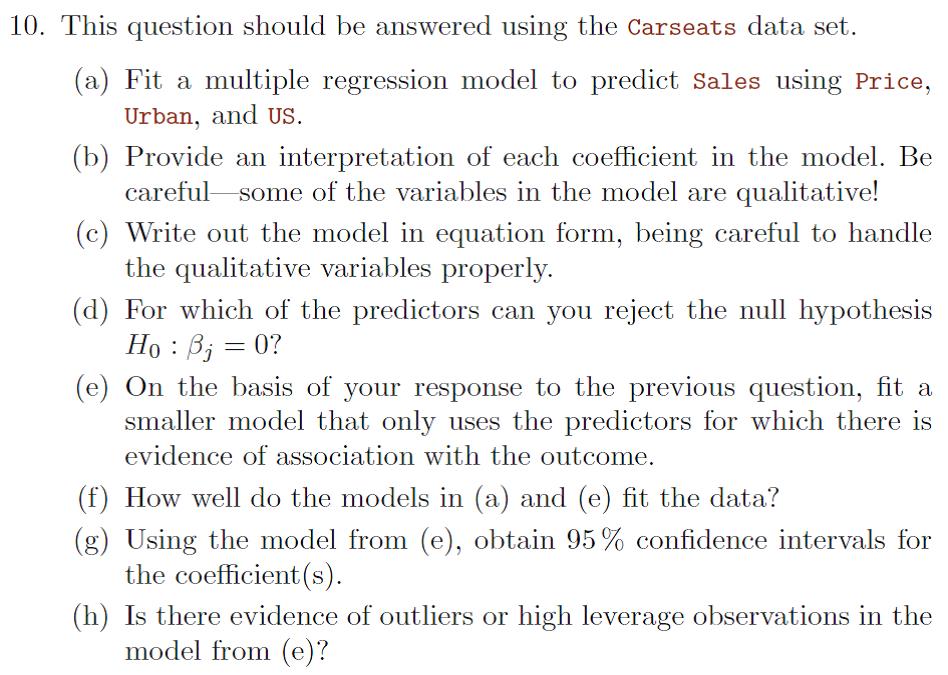 10. This question should be answered using the Carseats data set.
(a) Fit a multiple regression model to predict Sales using Price,
Urban, and US.
(b) Provide an interpretation of each coefficient in the model. Be
careful—some of the variables in the model are qualitative!
(c) Write out the model in equation form, being careful to handle
the qualitative variables properly.
(d) For which of the predictors can you reject the null hypothesis
H₀ : βⱼ = 0?
(e) On the basis of your response to the previous question, fit a
smaller model that only uses the predictors for which there is
evidence of association with the outcome.
(f) How well do the models in (a) and (e) fit the data?
(g) Using the model from (e), obtain 95 % confidence intervals for
the coefficient(s).
(h) Is there evidence of outliers or high leverage observations in the
model from (e)?